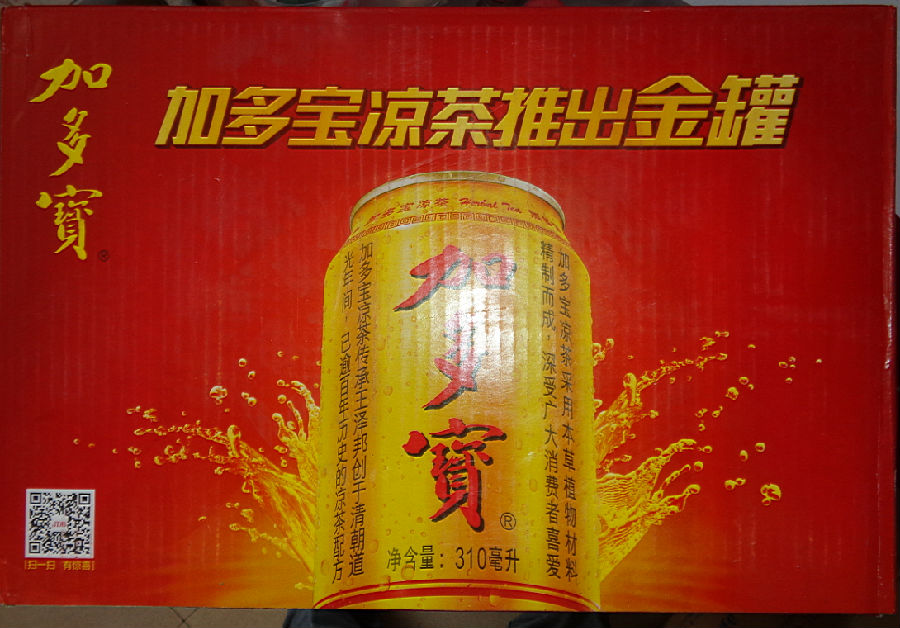 加多寳®
加多宝凉茶推出金罐
加多宝凉茶 Herbal Tea
加多寳®
加多宝凉茶采用本草植物材料
精制而成,深受广大消费者喜爱
加多宝凉茶传承王泽邦创于清朝道
光年间,已逾百年历史的凉茶配方
净含量:310毫升
扫一扫 有惊喜